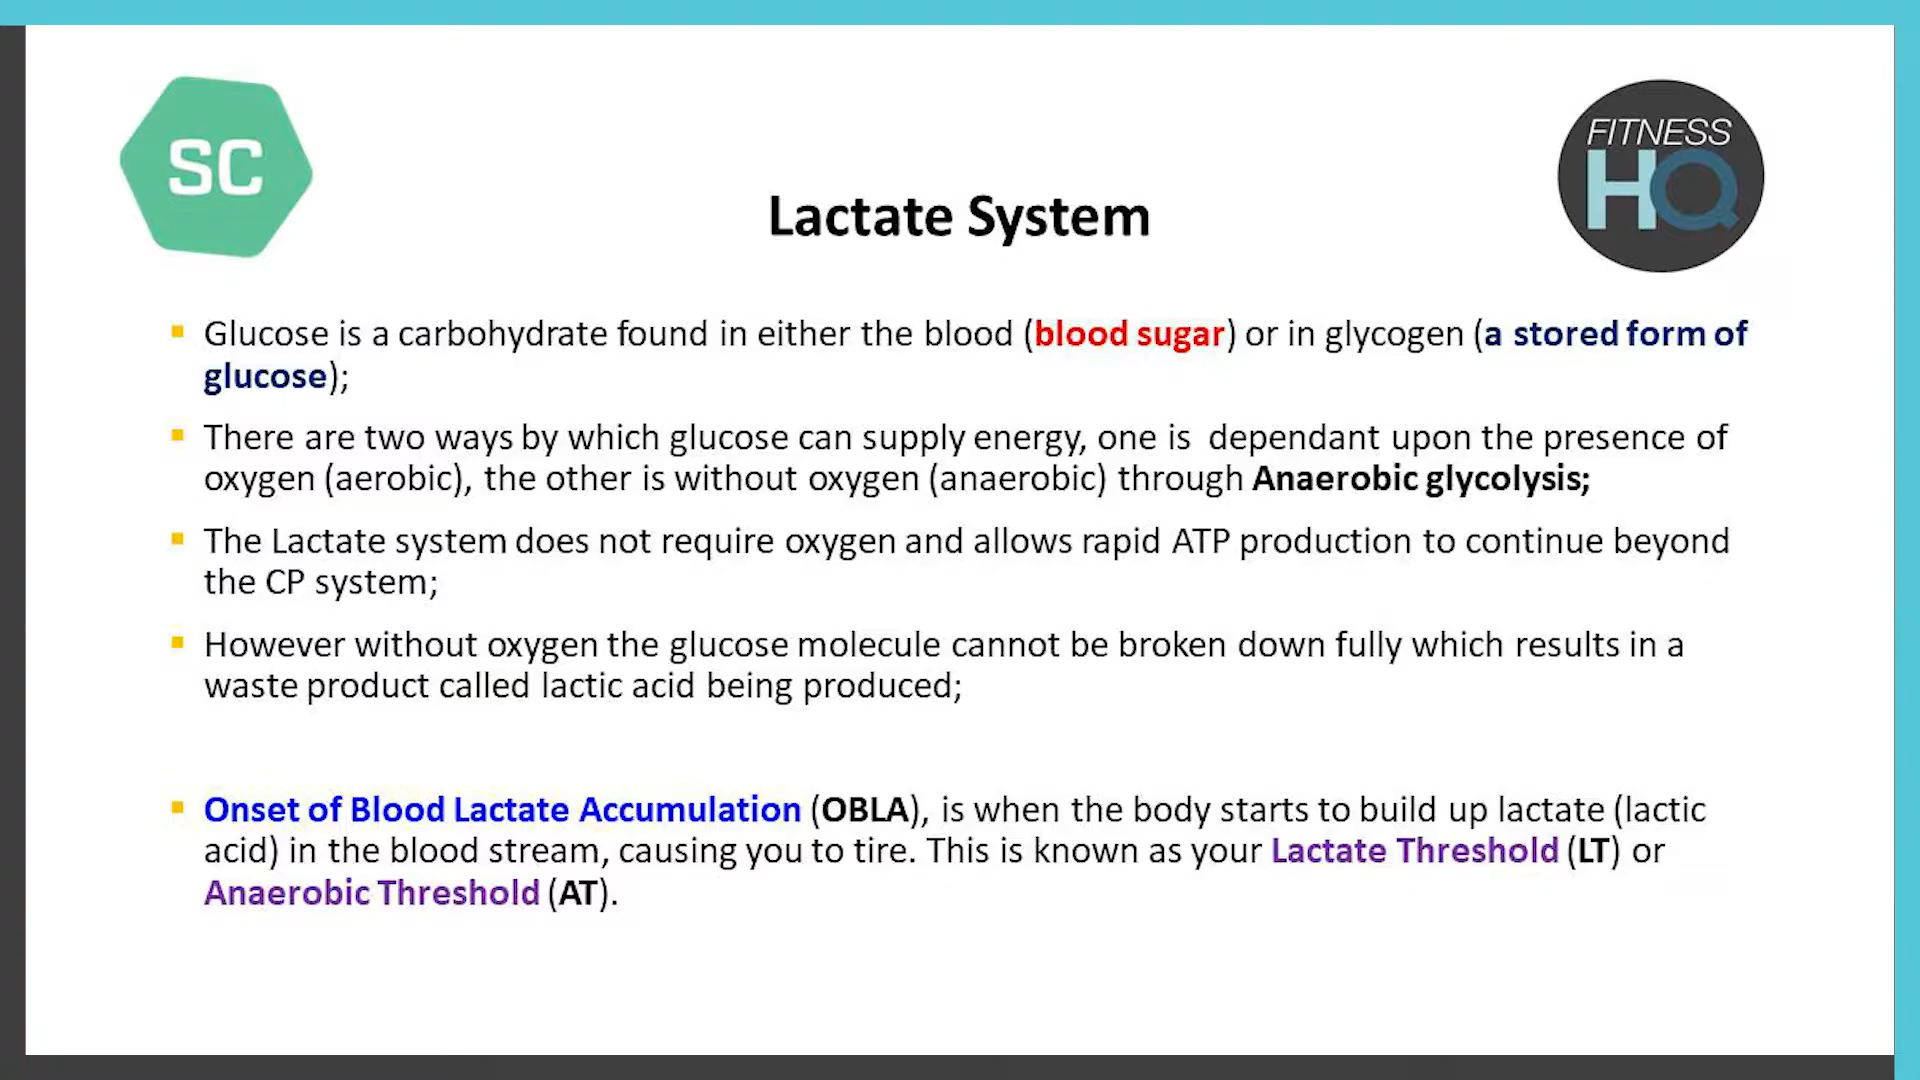 SC
FITNESS
HQ
Lactate System
Glucose is a carbohydrate found in either the blood (blood sugar) or in glycogen (a stored form of
glucose);
There are two ways by which glucose can supply energy, one is  dependant upon the presence of
oxygen (aerobic), the other is without oxygen (anaerobic) through Anaerobic glycolysis;
The Lactate system does not require oxygen and allows rapid ATP production to continue beyond
the CP system;
However without oxygen the glucose molecule cannot be broken down fully which results in a
waste product called lactic acid being produced;
Onset of Blood Lactate Accumulation (OBLA), is when the body starts to build up lactate (lactic
acid) in the blood stream, causing you to tire. This is known as your Lactate Threshold (LT) or
Anaerobic Threshold (AT).